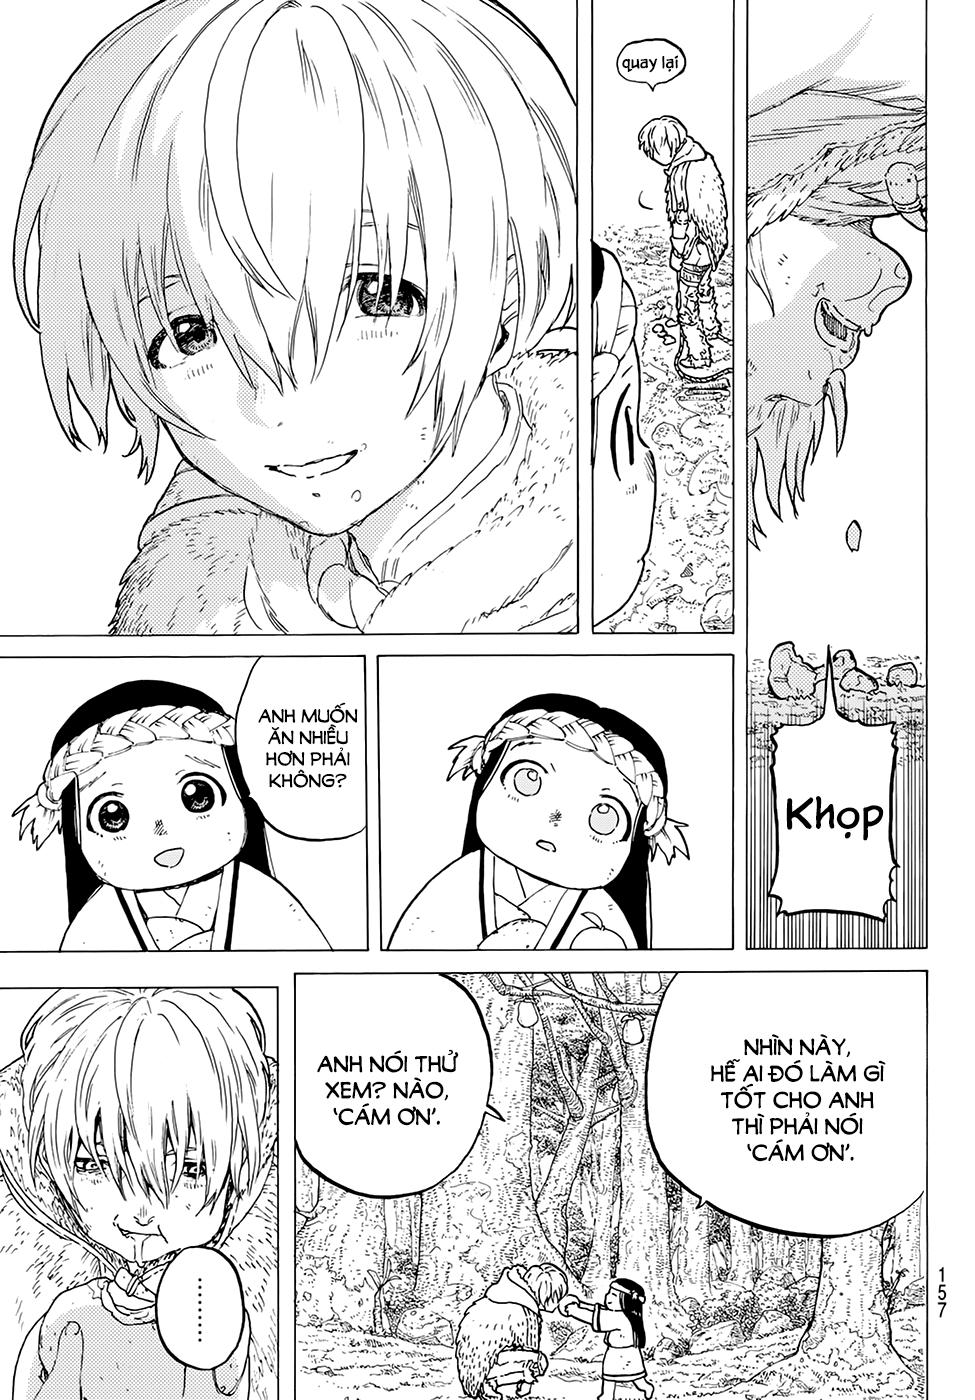 Khọp
quay lại
ANH MUỐN
ĂN NHIỀU
HƠN PHẢI
KHÔNG?
NHÌN NÀY,
HỄ AI ĐÓ LÀM GÌ
TỐT CHO ANH
THÌ PHẢI NÓI
‘CÁM ƠN’.
ANH NÓI THỬ
XEM? NÀO,
‘CÁM ƠN’.
.......
157